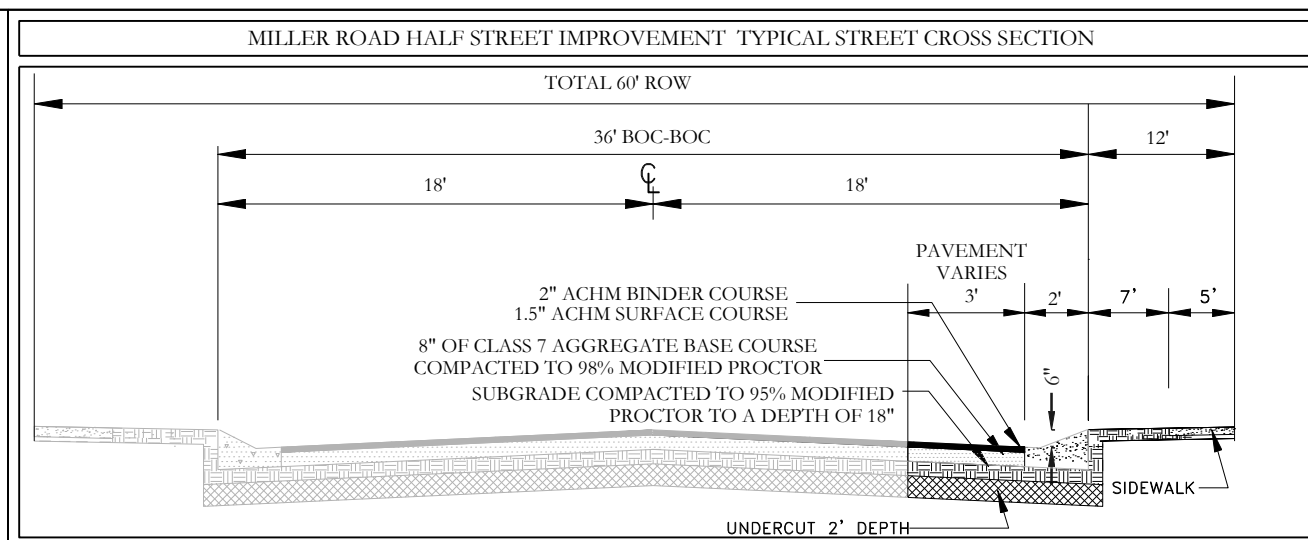 MILLER ROAD HALF STREET IMPROVEMENT TYPICAL STREET CROSS SECTION
TOTAL 60' ROW
36' BOC-BOC
12'
18'
℄
18'
PAVEMENT
VARIES
3'
2'
7'
5'
2" ACHM BINDER COURSE
1.5" ACHM SURFACE COURSE
8" OF CLASS 7 AGGREGATE BASE COURSE
COMPACTED TO 98% MODIFIED PROCTOR
SUBGRADE COMPACTED TO 95% MODIFIED
PROCTOR TO A DEPTH OF 18"
6"
SIDEWALK
UNDERCUT 2' DEPTH